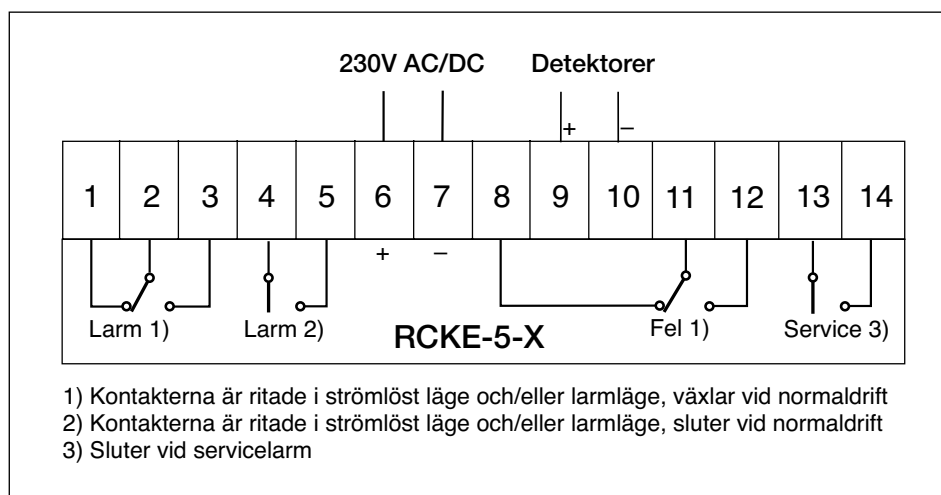 230V AC/DC Detektorer
+ –
1 2 3 4 5 6 7 8 9 10 11 12 13 14
+ –
Larm 1) Larm 2) RCKE-5-X Fel 1) Service 3)
1) Kontakterna är ritade i strömlöst läge och/eller larmläge, växlar vid normaldrift
2) Kontakterna är ritade i strömlöst läge och/eller larmläge, sluter vid normaldrift
3) Sluter vid servicelarm